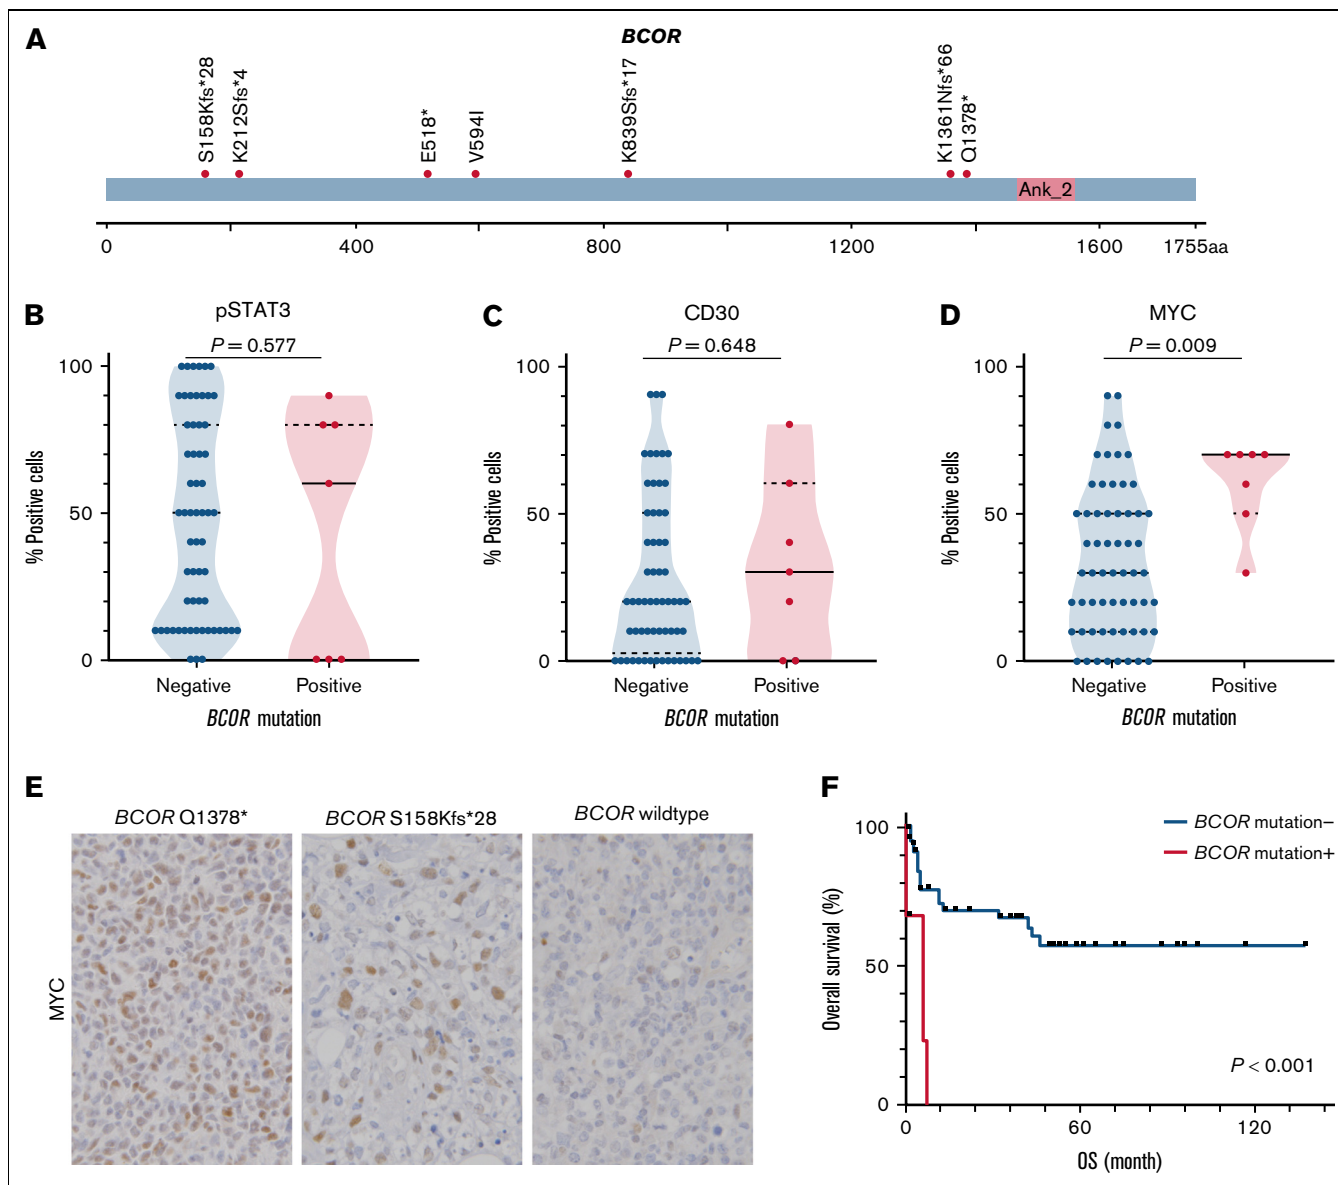 A
BCOR
S158Kfs*28
K212Sfs*4
E518*
V594I
K839Sfs*17
K1361Nfs*66
Q1378*
Ank_2
0 400 800 1200 1600 1755aa
B
pSTAT3
P = 0.577
100
50
0
% Positive cells
Negative Positive
BCOR mutation
C
CD30
P = 0.648
100
50
0
% Positive cells
Negative Positive
BCOR mutation
D
MYC
P = 0.009
100
50
0
% Positive cells
Negative Positive
BCOR mutation
E
BCOR Q1378* BCOR S158Kfs*28 BCOR wildtype
MYC
F
100
50
0
Overall survival (%)
BCOR mutation–
BCOR mutation+
P < 0.001
0 60 120
OS (month)